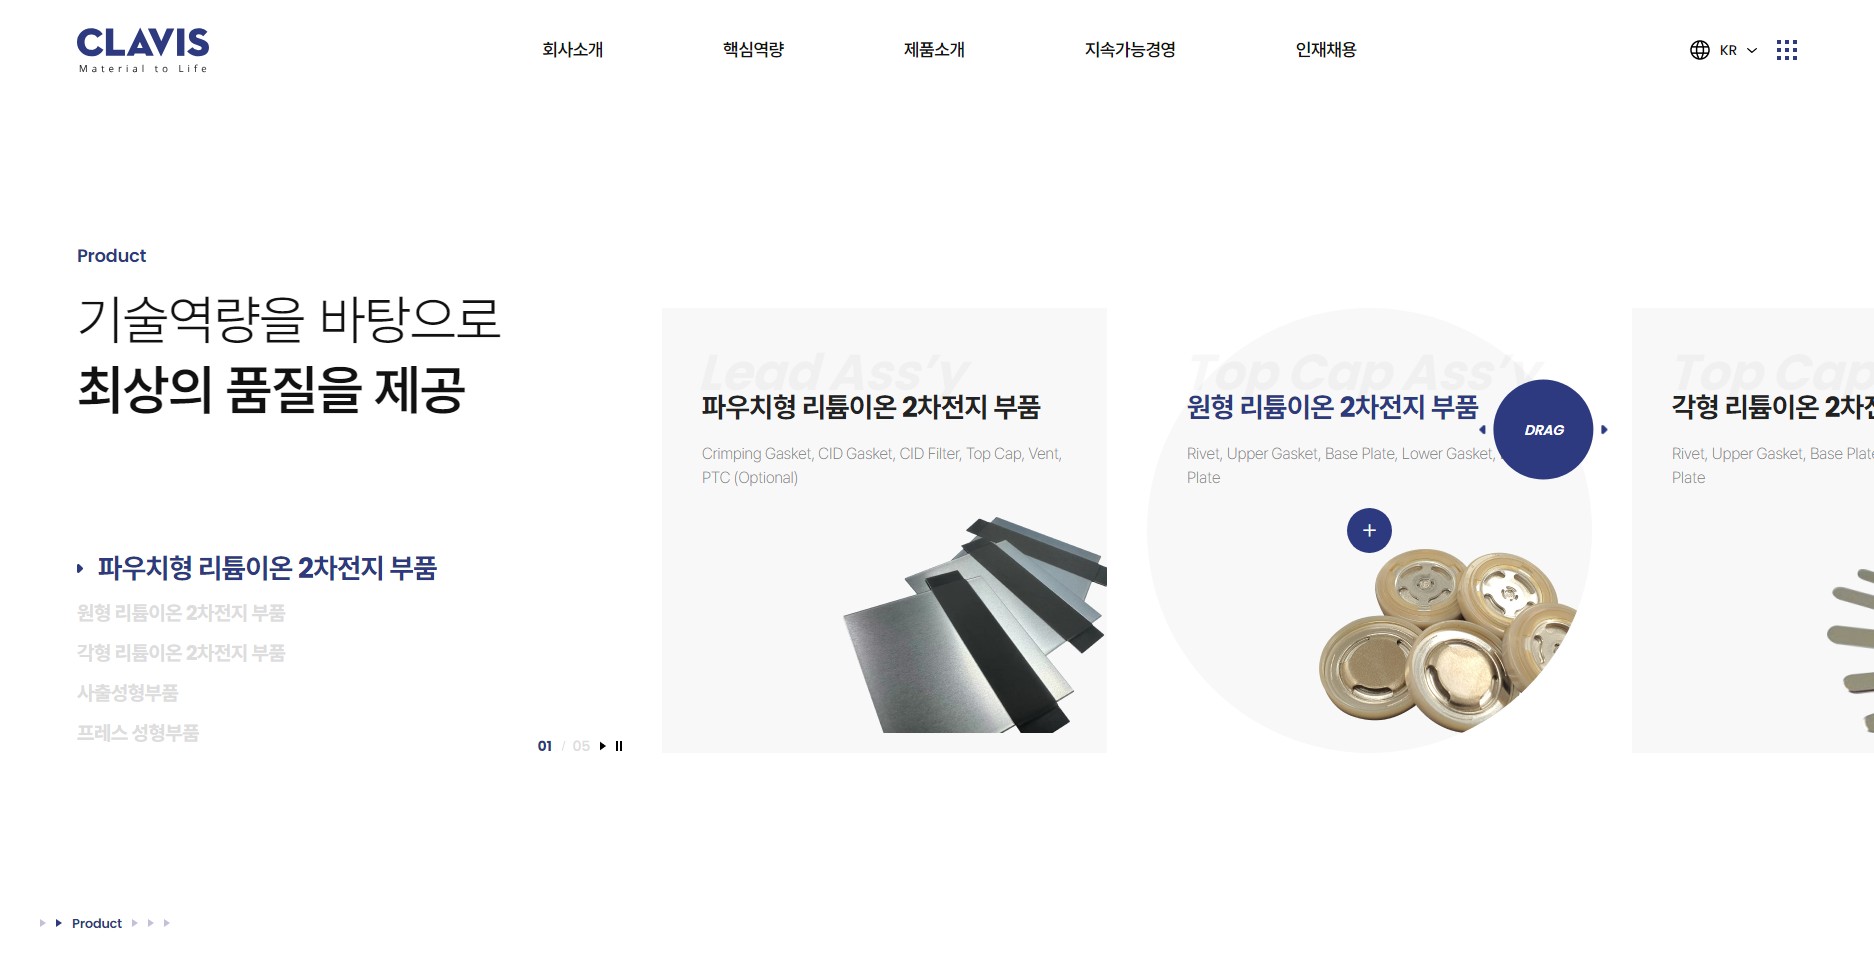 CLAVIS
Material to Life
회사소개
핵심역량
제품소개
지속가능경영
인재채용
KR
Product
기술역량을 바탕으로
최상의 품질을 제공
파우치형 리튬이온 2차전지 부품
원형 리튬이온 2차전지 부품
각형 리튬이온 2차전지 부품
사출성형부품
프레스 성형부품
01 / 05
Lead Ass’y
파우치형 리튬이온 2차전지 부품
Crimping Gasket, CID Gasket, CID Filter, Top Cap, Vent,
PTC (Optional)
Top Cap Ass’y
원형 리튬이온 2차전지 부품
Rivet, Upper Gasket, Base Plate, Lower Gasket,
Plate
DRAG
Top Cap
각형 리튬이온 2차전
Rivet, Upper Gasket, Base Plate
Plate
Product